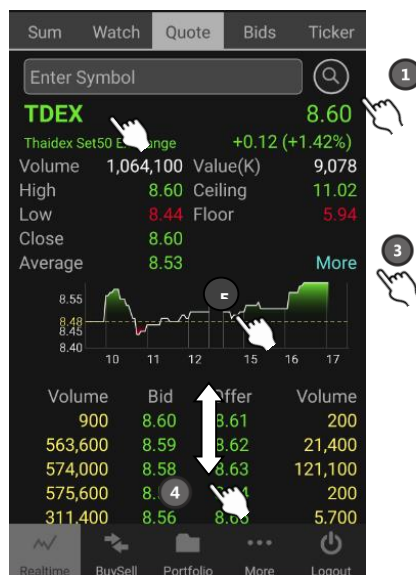 Sum Watch Quote Bids Ticker
Enter Symbol
1
TDEX 8.60
Thaidex Set50 +0.12 (+1.42%)
Volume 1,064,100 Value(K) 9,078
High 8.60 Ceiling 11.02
Low 8.44 Floor 5.94
Close 8.60
3
Average 8.53 More
8.55
8.48
8.45
8.40
10 11 12 15 16 17
Volume Bid Volume
900 8.60 8.61 200
563,600 8.59 8.62 21,400
574,000 8.58 8.63 121,100
575,600 4 200
311,400 8.56 5,700
Realtime BuySell Portfolio More Logout